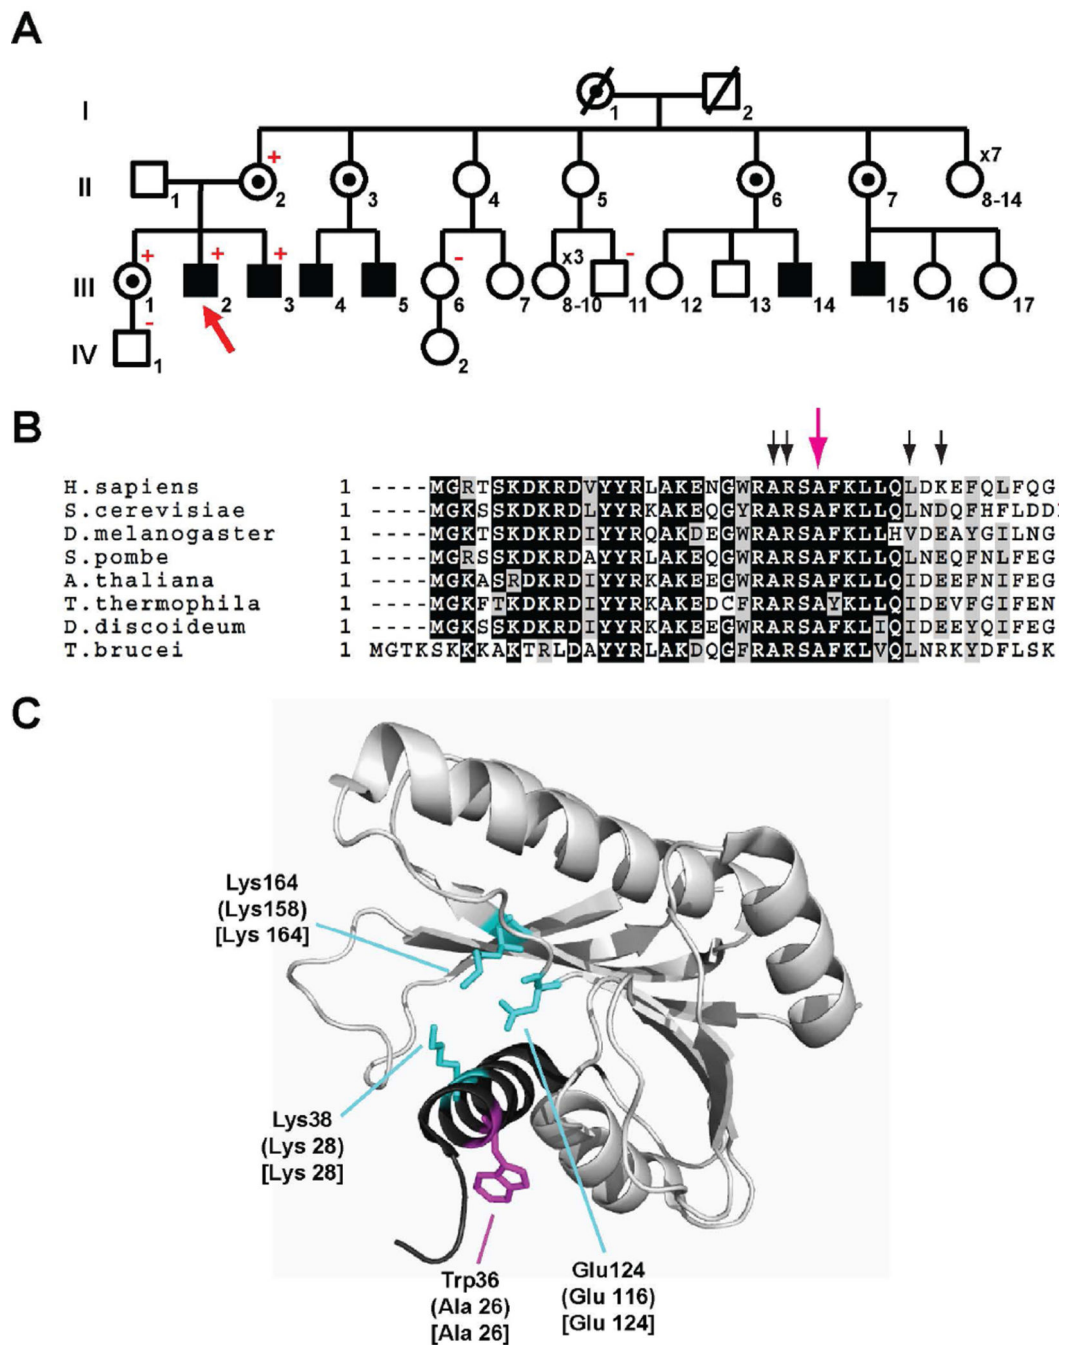 A
I
1
2
II
1
+
2
3
4
5
6
7
x7
8-14
III
+
1
+
2
+
3
4
5
-
6
7
x3
8-10
-
11
12
13
14
15
16
17
IV
-
1
2
B
H.sapiens 1 ----MGRTSKDKRDVYYRLAKENGWRARSAFKLLQLDKEFQLFQG
S.cerevisiae 1 ----MGKSSKDKRDLYYRKAKEQGYRARSAFKLLQLNDQFHFLDD
D.melanogaster 1 ----MGKTSKDKRDIYYRQAKDEGWRARSAFKLLHVDEAYGILNG
S.pombe 1 ----MGRSSKDKRDAYYRLAKEQGWRARSAFKLLQLNEQFNLFEG
A.thaliana 1 ----MGKASRDKRDIYYRKAKEEGWRARSAFKLLQIDEEFNIFEG
T.thermophila 1 ----MGKFTKDKRDIYYRKAKEDCFRARSAYKLLQIDEVFGIFEN
D.discoideum 1 ----MGKSSKDKRDIYYRKAKEEGWRARSAFKLIQIDEEYQIFEG
T.brucei 1 MGTKSKKKAKTRLDAYYRLAKDQGFRARSAFKLVQLNRKYDFLSK
C
Lys164
(Lys158)
[Lys 164]
Lys38
(Lys 28)
[Lys 28]
Trp36
(Ala 26)
[Ala 26]
Glu124
(Glu 116)
[Glu 124]